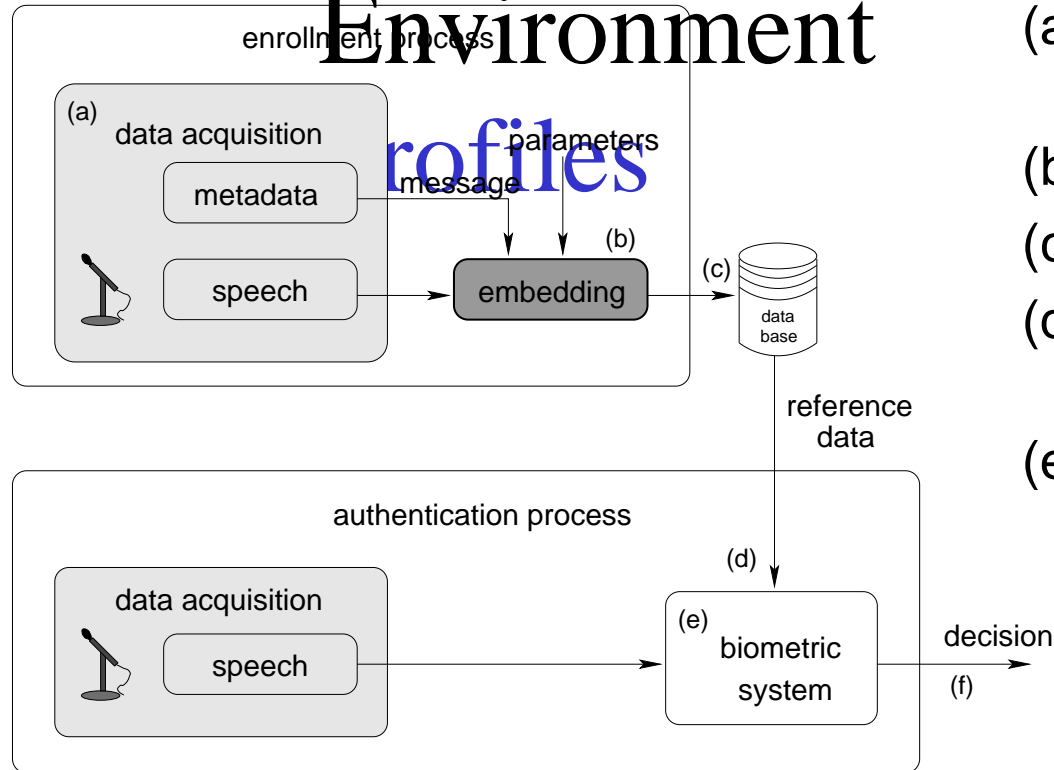 Environment
enrollment process
(a)
data acquisition
rofiles
parameters
metadata
message
(b)
speech
embedding
(c)
data
base
reference
data
authentication process
(d)
data acquisition
(e)
biometric
system
speech
decision
(f)
(a
(b
(e